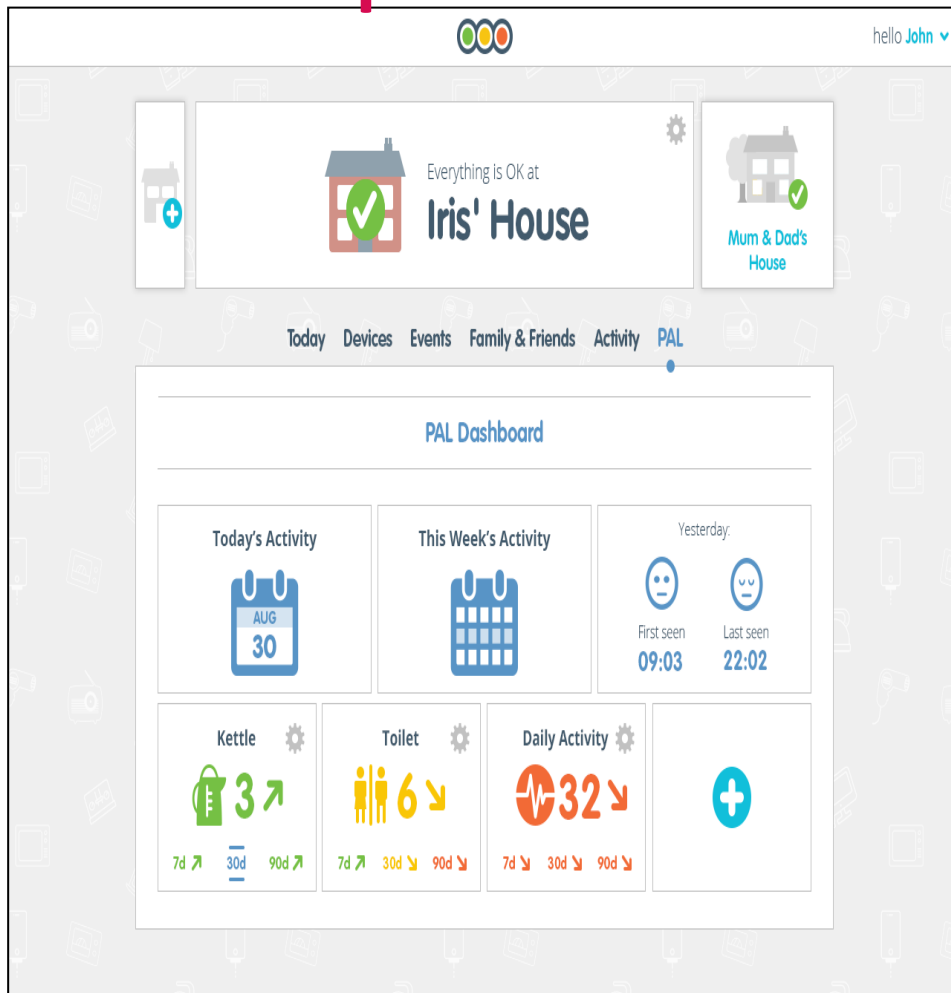 hello John
Everything is OK at
Iris' House
Mum & Dad's
House
Today Devices Events Family & Friends Activity PAL
PAL Dashboard
Today's Activity
AUG
30
This Week's Activity
Yesterday:
First seen Last seen
09:03 22:02
Kettle
3
7d 30d 90d
Toilet
6
7d 30d 90d
Daily Activity
32
7d 30d 90d